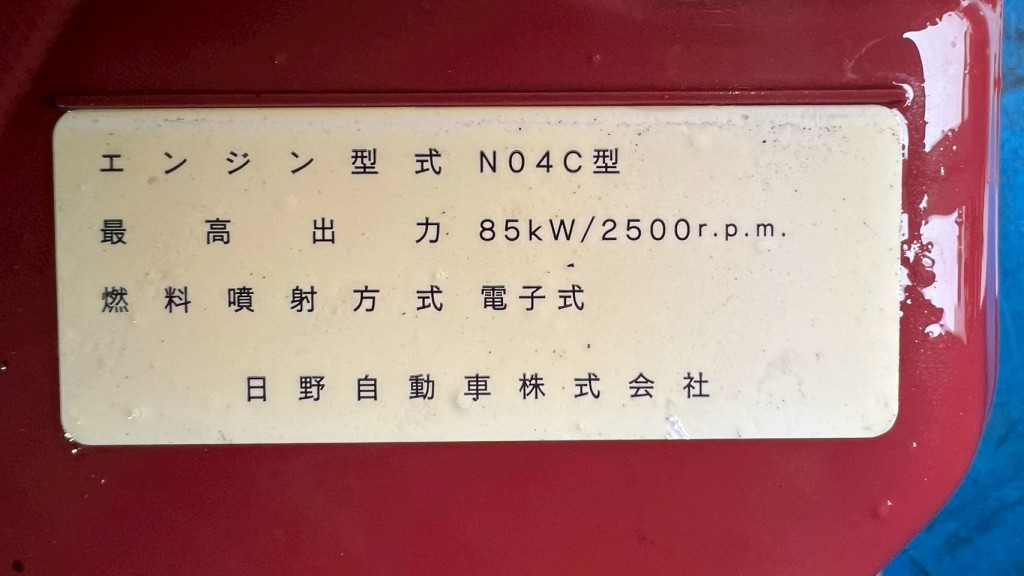 エンジン型式 N04C型
最高出力 85kW/2500r.p.m.
燃料噴射方式 電子式
日野自動車株式会社